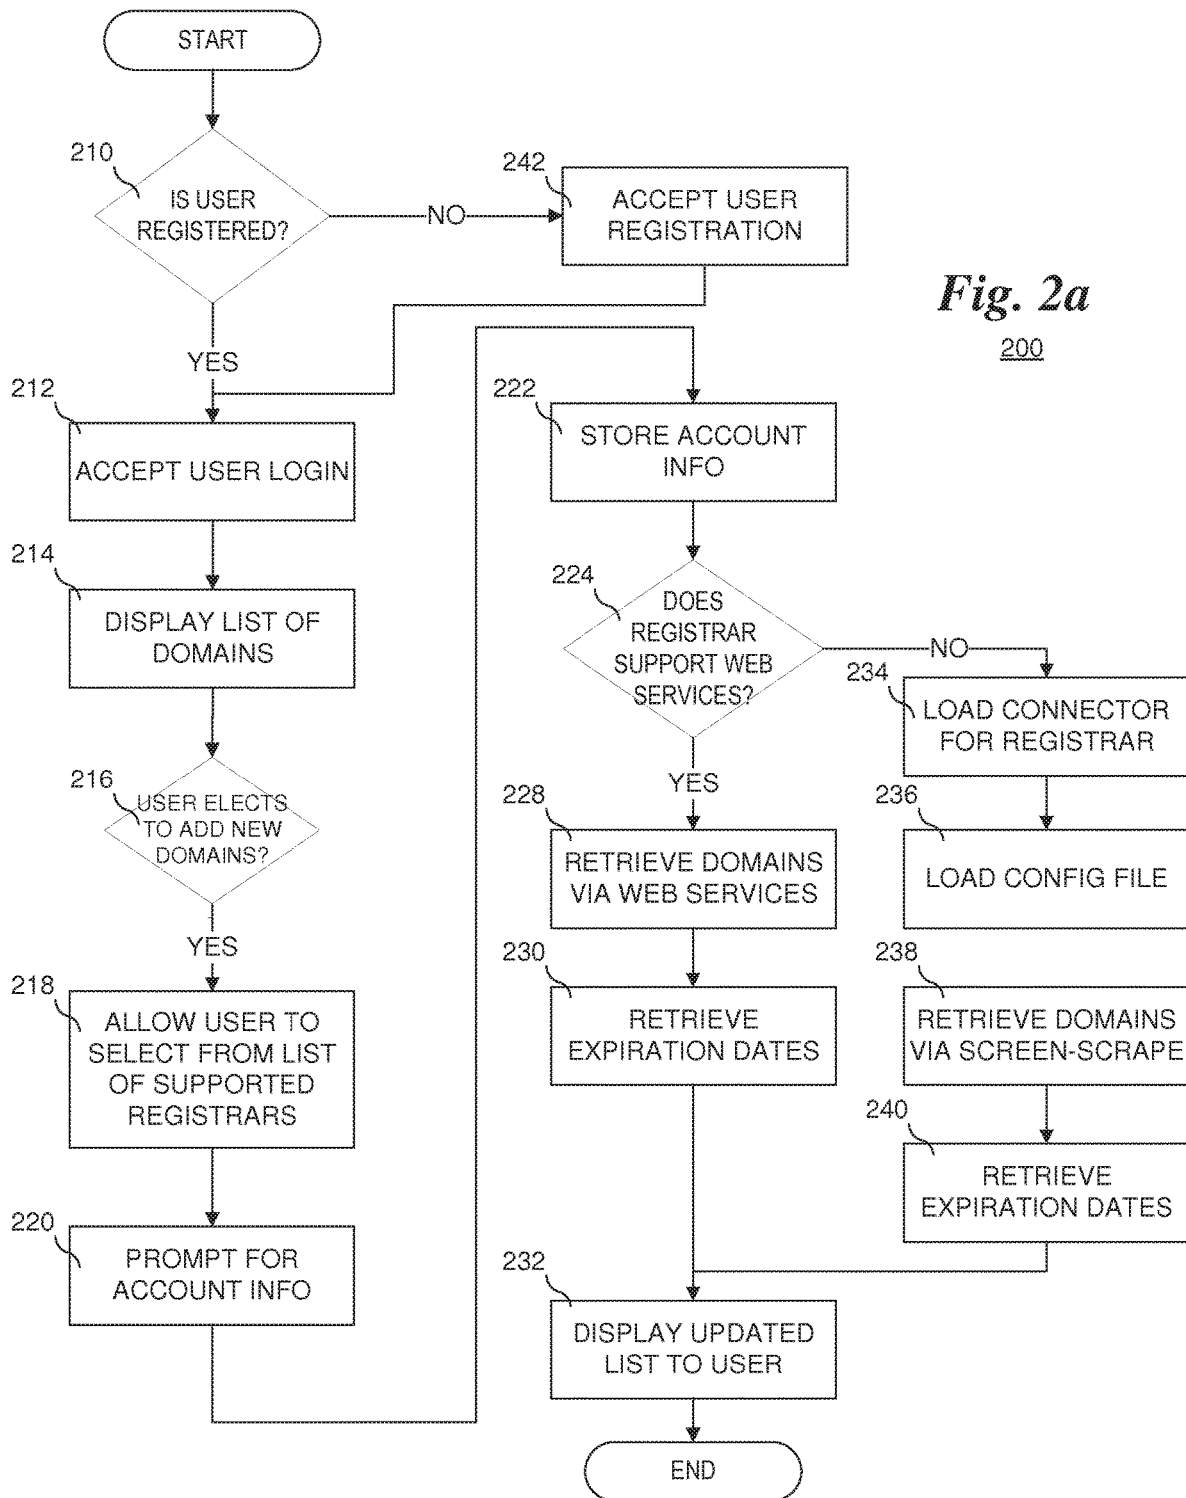 START
210
IS USER
REGISTERED?
NO
242
ACCEPT USER
REGISTRATION
Fig. 2a
200
YES
212
ACCEPT USER LOGIN
214
DISPLAY LIST OF
DOMAINS
216
USER ELECTS
TO ADD NEW
DOMAINS?
YES
218
ALLOW USER TO
SELECT FROM LIST
OF SUPPORTED
REGISTRARS
220
PROMPT FOR
ACCOUNT INFO
222
STORE ACCOUNT
INFO
224
DOES
REGISTRAR
SUPPORT WEB
SERVICES?
NO
YES
228
RETRIEVE DOMAINS
VIA WEB SERVICES
230
RETRIEVE
EXPIRATION DATES
234
LOAD CONNECTOR
FOR REGISTRAR
236
LOAD CONFIG FILE
238
RETRIEVE DOMAINS
VIA SCREEN-SCRAPE
240
RETRIEVE
EXPIRATION DATES
232
DISPLAY UPDATED
LIST TO USER
END